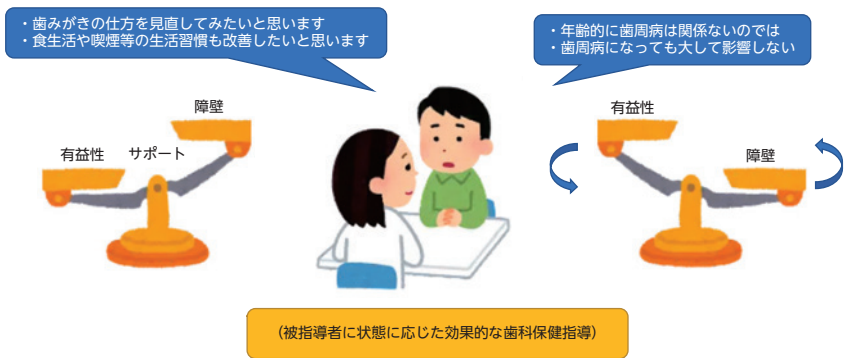 ・歯みがきの仕方を見直してみたいと思います
・食生活や喫煙等の生活習慣も改善したいと思います
・年齢的に歯周病は関係ないのでは
・歯周病になっても大して影響しない
障壁
有益性
サポート
有益性
障壁
(被指導者に状態に応じた効果的な歯科保健指導)